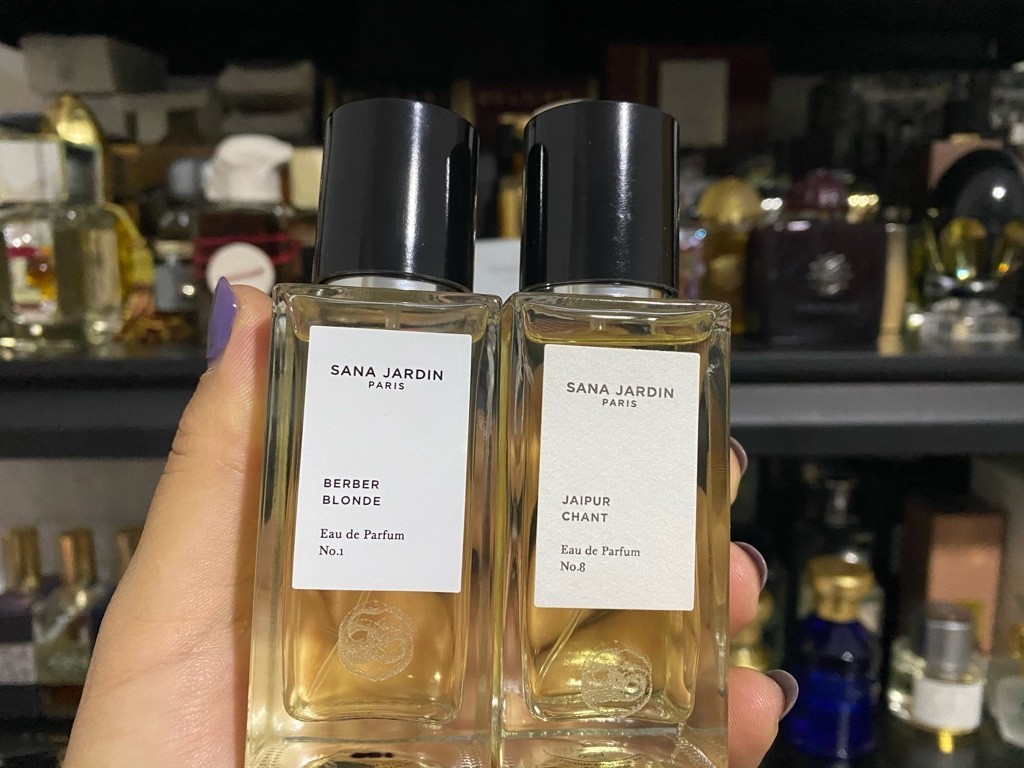 SANA JARDIN
PARIS
BERBER
BLONDE
Eau de Parfum
No.1
SANA JARDIN
PARIS
JAIPUR
CHANT
Eau de Parfum
No.8